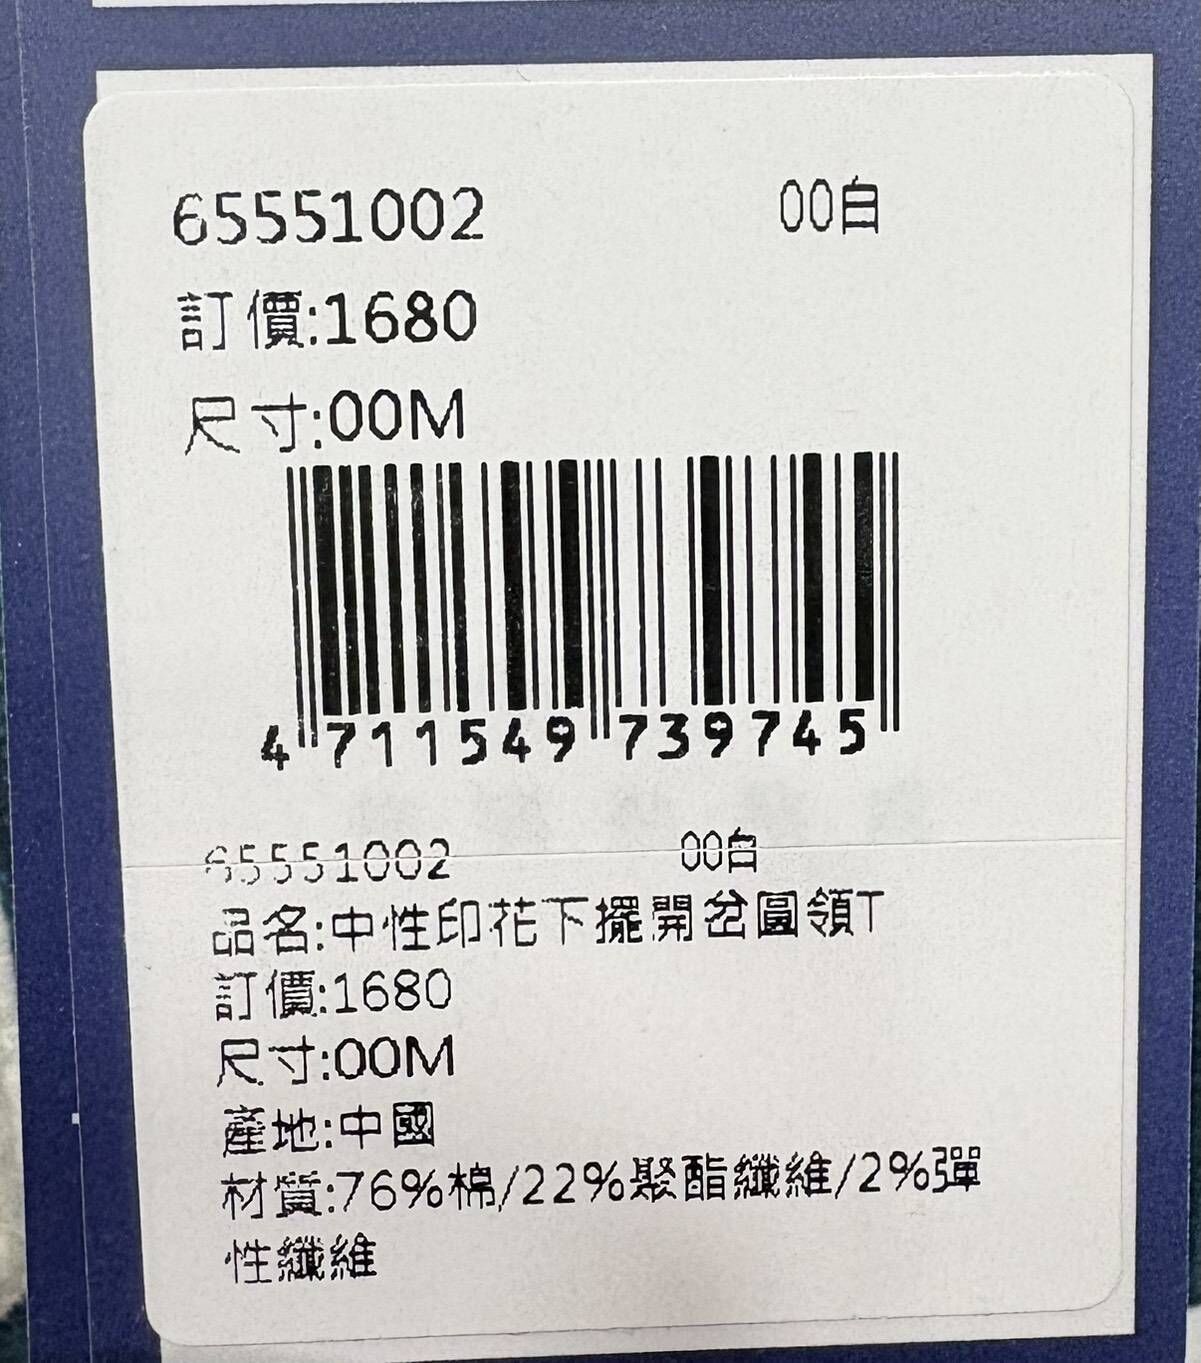 65551002 00白
訂價:1680
尺寸:00M
4 711549 739745
65551002 00白
品名:中性印花下擺開岔圓領T
訂價:1680
尺寸:00M
產地:中國
材質:76%棉/22%聚酯纖維/2%彈
性纖維